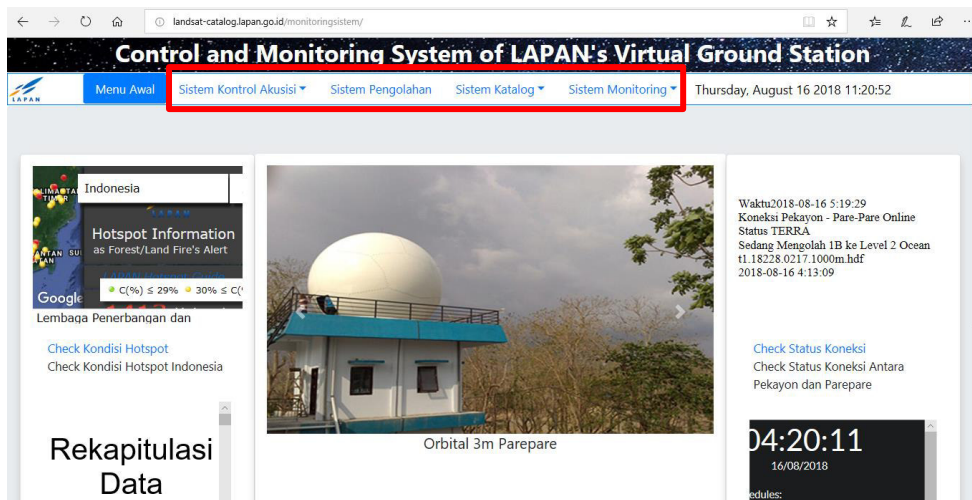 landsat-catalog.lapan.go.id/monitoringsistem/
Control and Monitoring System of LAPAN's Virtual Ground Station
LAPAN
Menu Awal
Sistem Kontrol Akusisi
Sistem Pengolahan
Sistem Katalog
Sistem Monitoring
Thursday, August 16 2018 11:20:52
Indonesia
LAPAN
Hotspot Information
as Forest/Land Fire's Alert
LAPAN Hotspot Guide
C(%) ≤ 29% 30% ≤ C(
Google
Lembaga Penerbangan dan
Check Kondisi Hotspot
Check Kondisi Hotspot Indonesia
Rekapitulasi
Data
Orbital 3m Parepare
Waktu2018-08-16 5:19:29
Koneksi Pekayon - Pare-Pare Online
Status TERRA
Sedang Mengolah 1B ke Level 2 Ocean
t1.18228.0217.1000m.hdf
2018-08-16 4:13:09
Check Status Koneksi
Check Status Koneksi Antara
Pekayon dan Parepare
04:20:11
16/08/2018
edules: